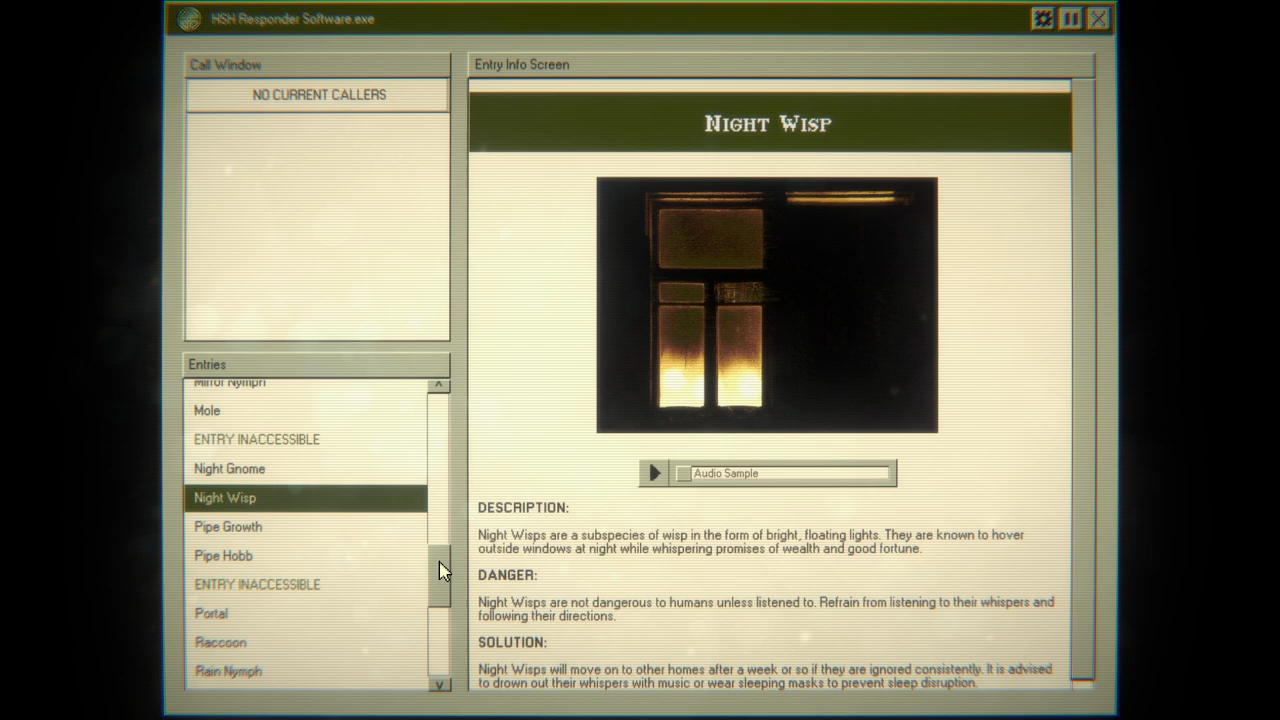 HSH Responder Software.exe
Call Window
NO CURRENT CALLERS
Entries
Mirror Nymph
Mole
ENTRY INACCESSIBLE
Night Gnome
Night Wisp
Pipe Growth
Pipe Hobb
ENTRY INACCESSIBLE
Portal
Raccoon
Rain Nymph
Entry Info Screen
Night Wisp
Audio Sample
DESCRIPTION:
Night Wisps are a subspecies of wisp in the form of bright, floating lights. They are known to hover
outside windows at night while whispering promises of wealth and good fortune.
DANGER:
Night Wisps are not dangerous to humans unless listened to. Refrain from listening to their whispers and
following their directions.
SOLUTION:
Night Wisps will move on to other homes after a week or so if they are ignored consistently. It is advised
to drown out their whispers with music or wear sleeping masks to prevent sleep disruption.